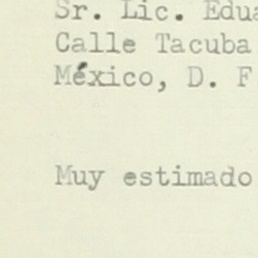 Sr. Lic. Edua
Calle Tacuba
México, D. F
Muy estimado